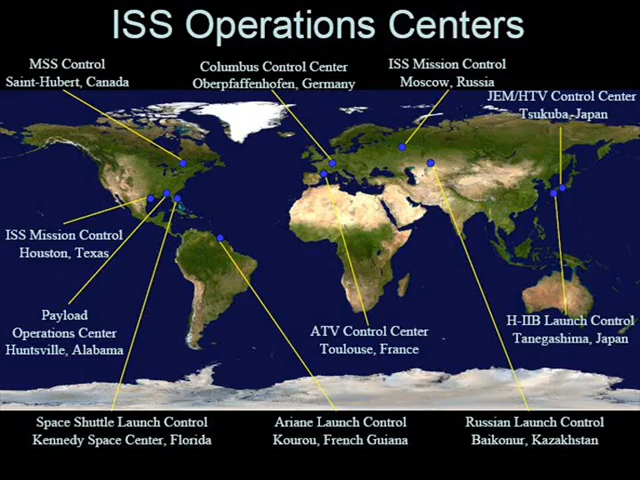 ISS Operations Centers
MSS Control
Saint-Hubert, Canada
Columbus Control Center
Oberpfaffenhofen, Germany
ISS Mission Control
Moscow, Russia
JEM/HTV Control Center
Tsukuba, Japan
ISS Mission Control
Houston, Texas
Payload
Operations Center
Huntsville, Alabama
ATV Control Center
Toulouse, France
H-IIB Launch Control
Tanegashima, Japan
Space Shuttle Launch Control
Kennedy Space Center, Florida
Ariane Launch Control
Kourou, French Guiana
Russian Launch Control
Baikonur, Kazakhstan